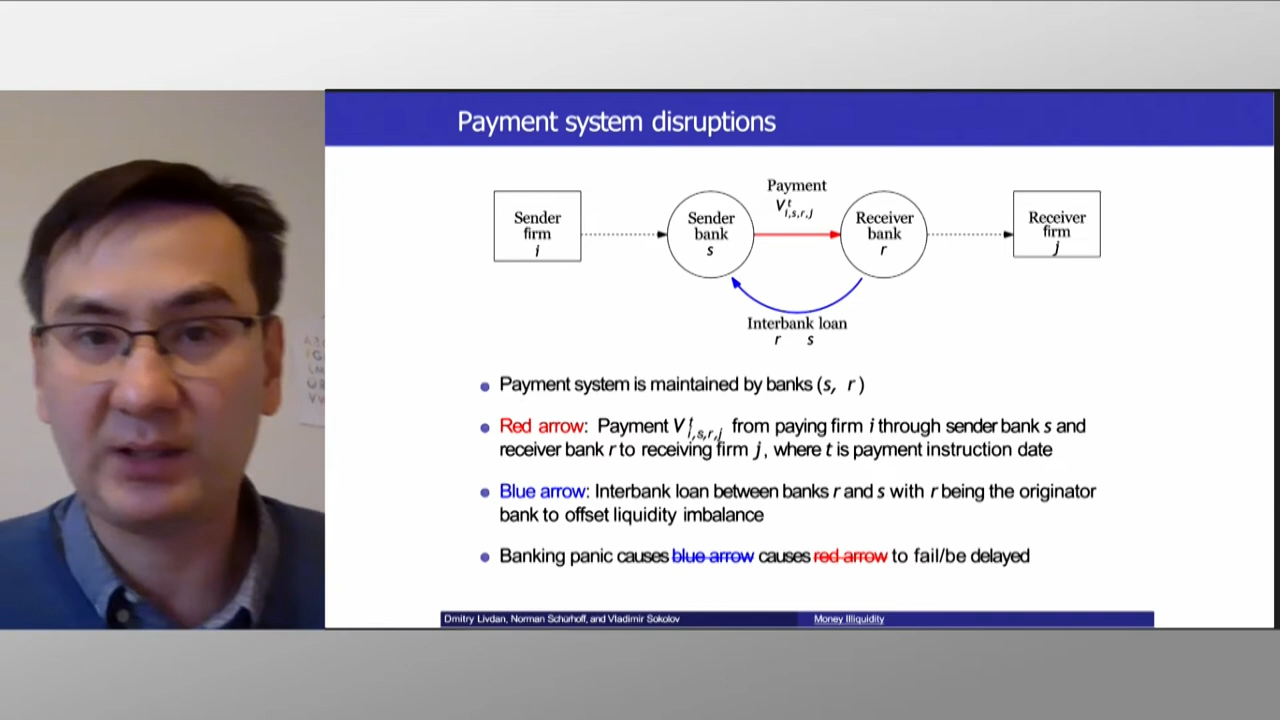 Payment system disruptions
Payment
V^t_{i,s,r,j}
Sender
firm
i
Sender
bank
s
Receiver
bank
r
Receiver
firm
j
Interbank loan
r s
Payment system is maintained by banks (s, r)
Red arrow: Payment V^t_{i,s,r,j} from paying firm i through sender bank s and
receiver bank r to receiving firm j, where t is payment instruction date
Blue arrow: Interbank loan between banks r and s with r being the originator
bank to offset liquidity imbalance
Banking panic causes blue arrow causes red arrow to fail/be delayed
Dmitry Livdan, Norman Schürhoff, and Vladimir Sokolov
Money Illiquidity